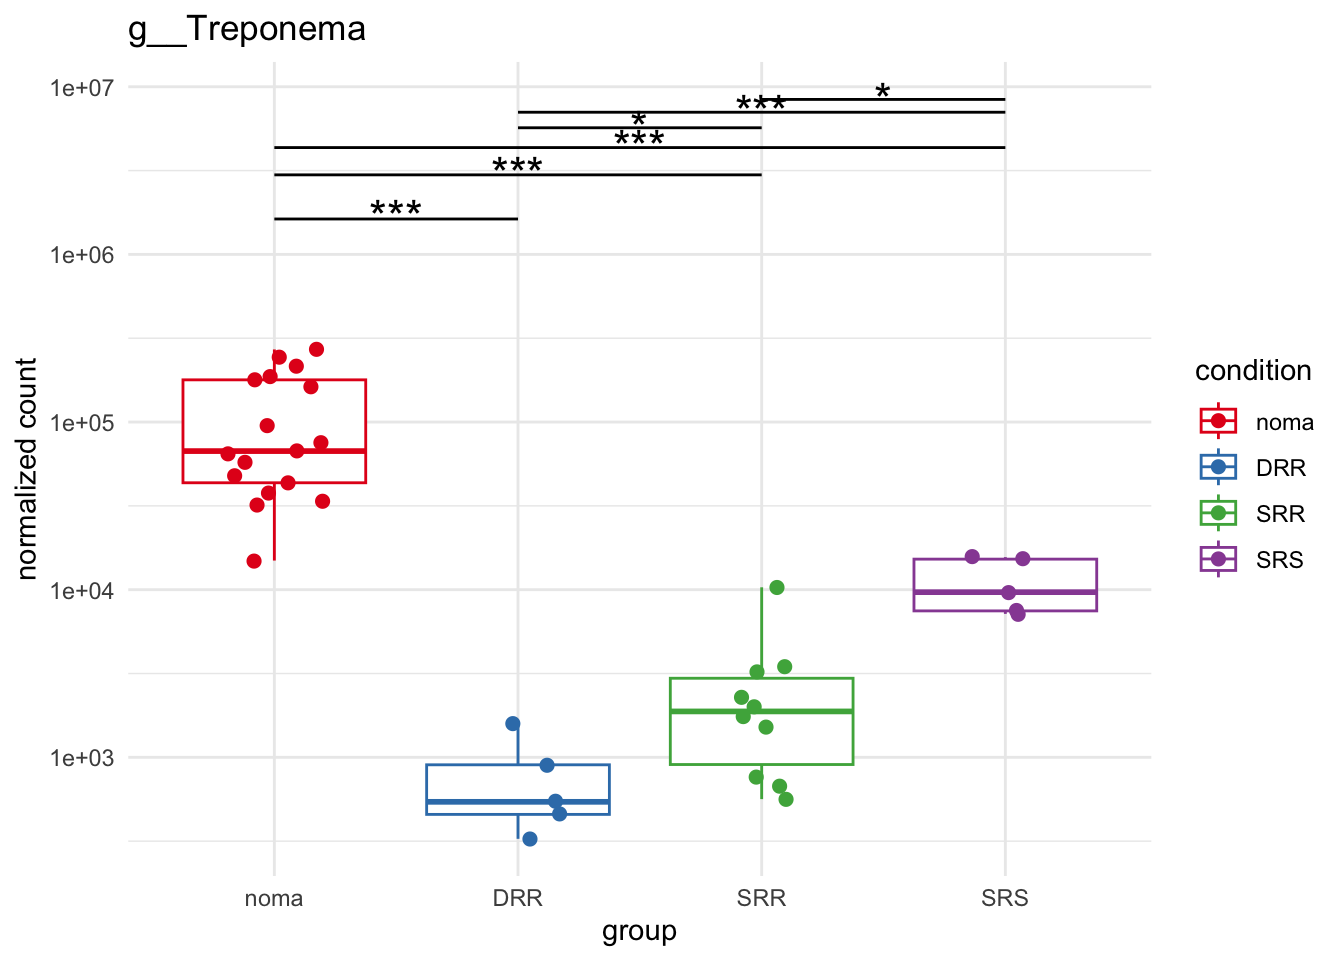 g__Treponema
1e+07
1e+06
1e+05
1e+04
1e+03
normalized count
*
***
*
***
***
***
noma
DRR
SRR
SRS
group
condition
noma
DRR
SRR
SRS